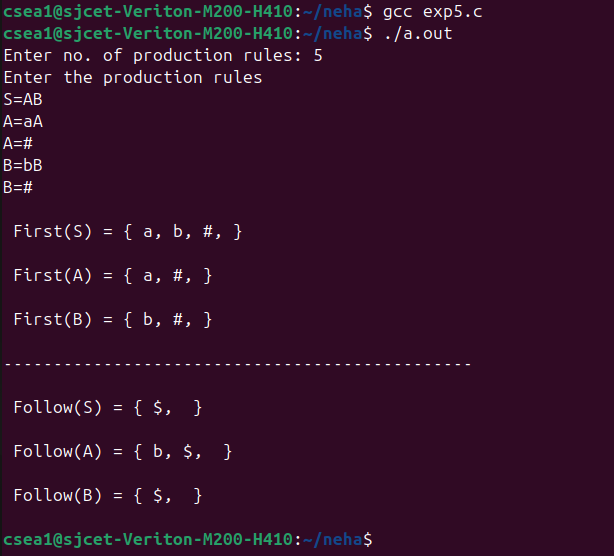 csea1@sjcet-Veriton-M200-H410:~/neha$ gcc exp5.c
csea1@sjcet-Veriton-M200-H410:~/neha$ ./a.out
Enter no. of production rules: 5
Enter the production rules
S=AB
A=aA
A=#
B=bB
B=#
First(S) = { a, b, #, }
First(A) = { a, #, }
First(B) = { b, #, }
-----------------------------------------------
Follow(S) = { $,  }
Follow(A) = { b, $,  }
Follow(B) = { $,  }
csea1@sjcet-Veriton-M200-H410:~/neha$